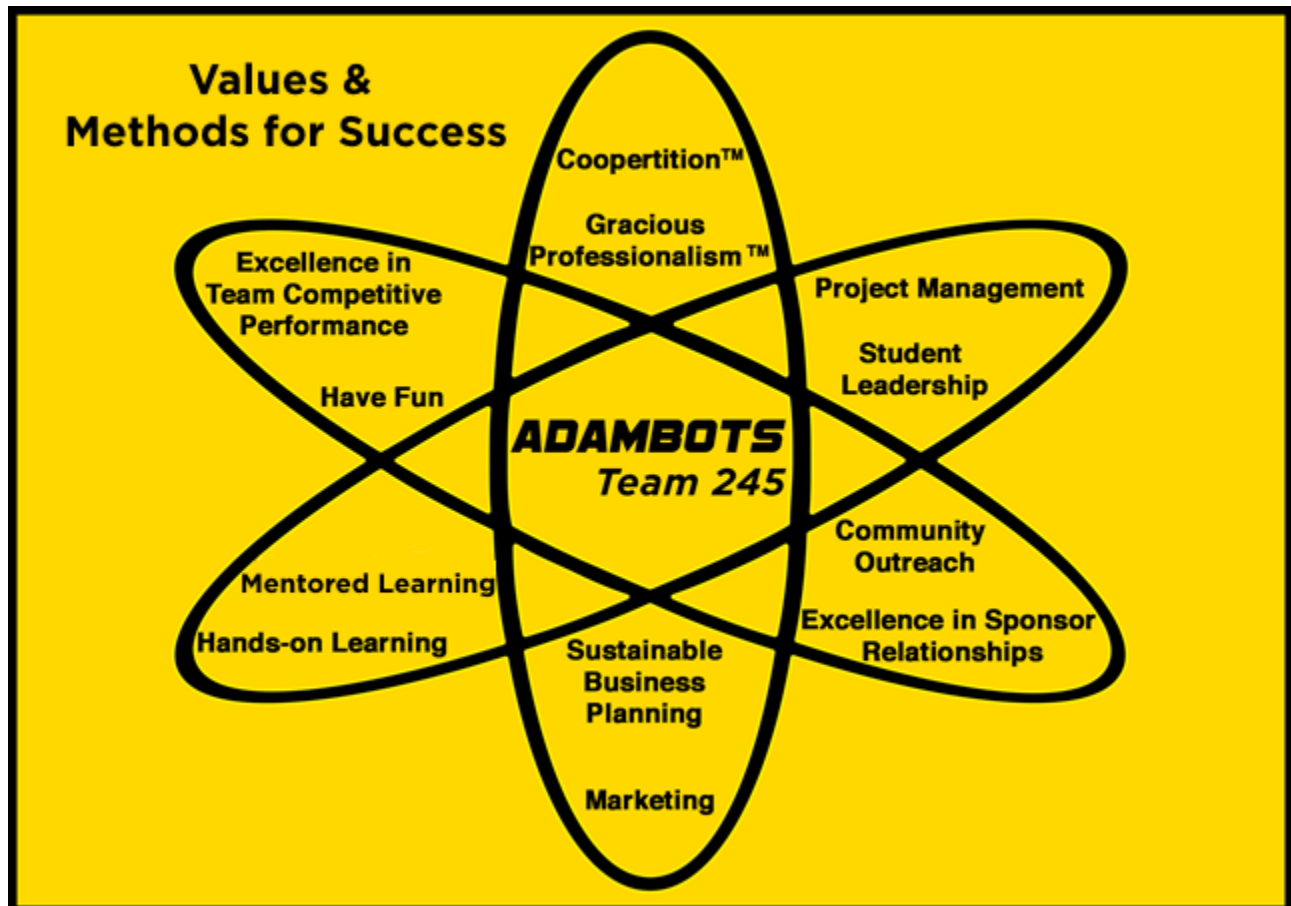 Values &
Methods for Success
Coopertition™
Gracious
Professionalism™
Excellence in
Team Competitive
Performance
Have Fun
Project Management
Student
Leadership
ADAMBOTS
Team 245
Mentored Learning
Hands-on Learning
Community
Outreach
Excellence in Sponsor
Relationships
Sustainable
Business
Planning
Marketing